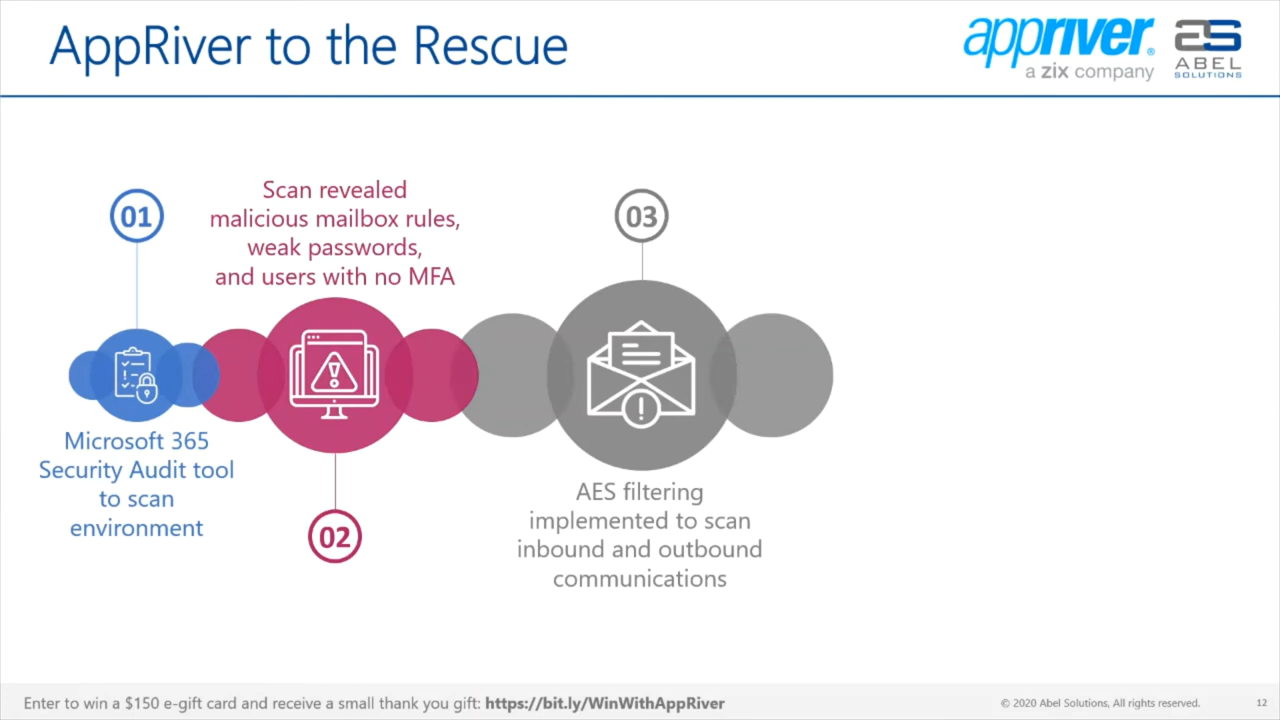 AppRiver to the Rescue
appriver®
a zix company
AS
ABEL
SOLUTIONS
01
Microsoft 365
Security Audit tool
to scan
environment
Scan revealed
malicious mailbox rules,
weak passwords,
and users with no MFA
02
03
AES filtering
implemented to scan
inbound and outbound
communications
Enter to win a $150 e-gift card and receive a small thank you gift: https://bit.ly/WinWithAppRiver
© 2020 Abel Solutions, All rights reserved.
12